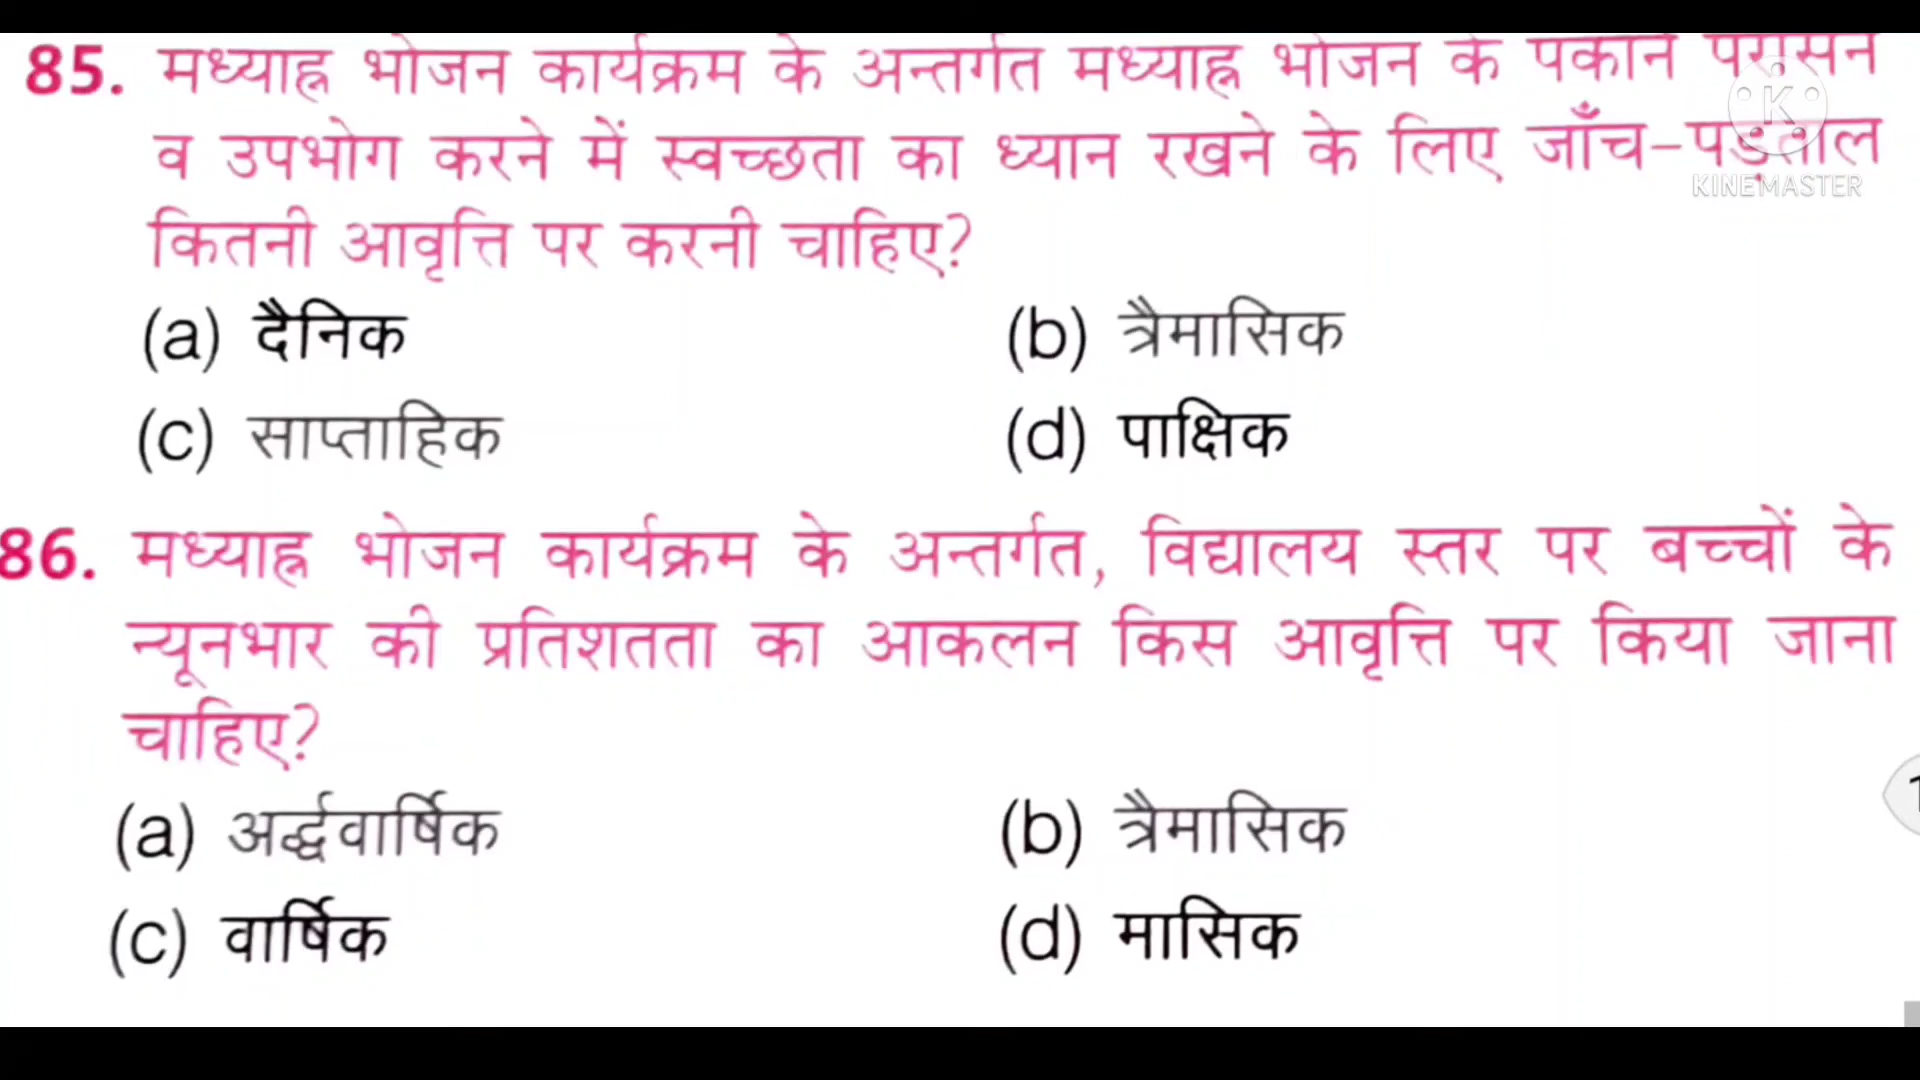 85. मध्याह्न भोजन कार्यक्रम के अन्तर्गत मध्याह्न भोजन के पकाने परोसने
व उपभोग करने में स्वच्छता का ध्यान रखने के लिए जाँच-पड़ताल
KINEMASTER
कितनी आवृत्ति पर करनी चाहिए?
(a) दैनिक (b) त्रैमासिक
(c) साप्ताहिक (d) पाक्षिक
86. मध्याह्न भोजन कार्यक्रम के अन्तर्गत, विद्यालय स्तर पर बच्चों के
न्यूनभार की प्रतिशतता का आकलन किस आवृत्ति पर किया जाना
चाहिए?
(a) अर्द्धवार्षिक (b) त्रैमासिक
(c) वार्षिक (d) मासिक